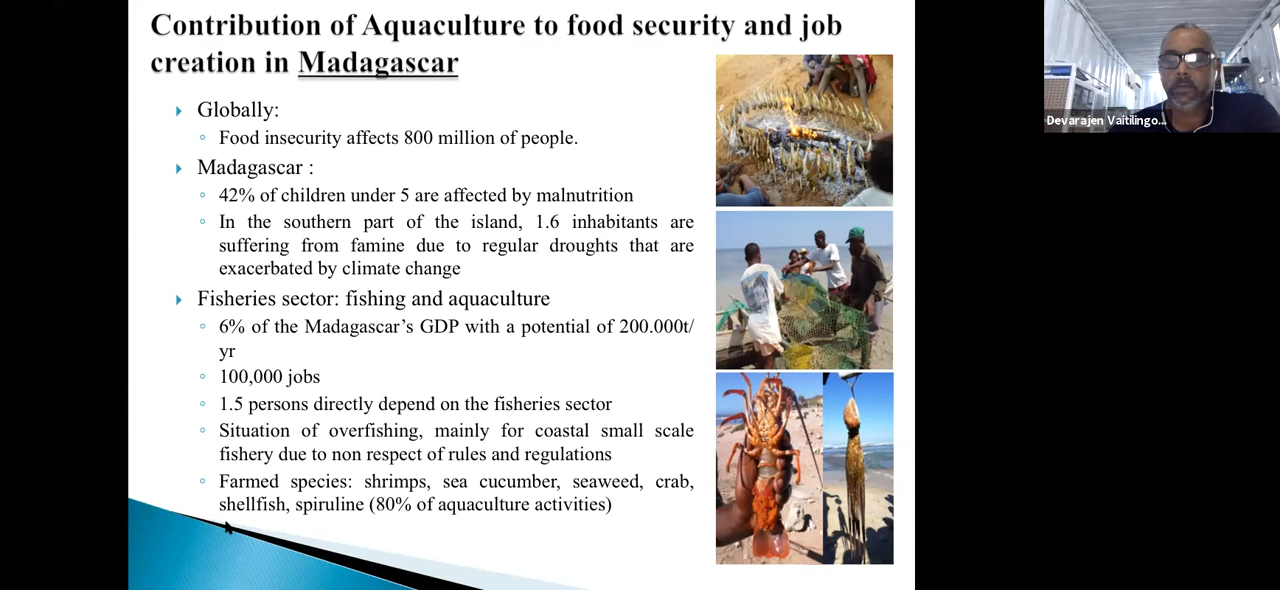 Contribution of Aquaculture to food security and job
creation in Madagascar
Globally:
Food insecurity affects 800 million of people.
Madagascar :
42% of children under 5 are affected by malnutrition
In the southern part of the island, 1.6 inhabitants are
suffering from famine due to regular droughts that are
exacerbated by climate change
Fisheries sector: fishing and aquaculture
6% of the Madagascar’s GDP with a potential of 200.000t/
yr
100,000 jobs
1.5 persons directly depend on the fisheries sector
Situation of overfishing, mainly for coastal small scale
fishery due to non respect of rules and regulations
Farmed species: shrimps, sea cucumber, seaweed, crab,
shellfish, spiruline (80% of aquaculture activities)
Devarajen Vaitilingo...